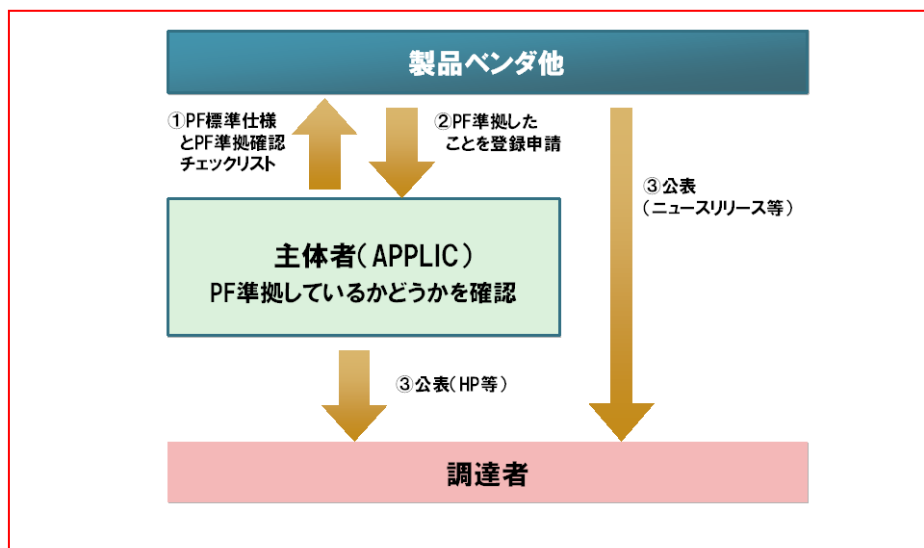 製品ベンダ他
①PF標準仕様
とPF準拠確認
チェックリスト
②PF準拠した
ことを登録申請
③公表
(ニュースリリース等)
主体者(APPLIC)
PF準拠しているかどうかを確認
③公表(HP等)
調達者